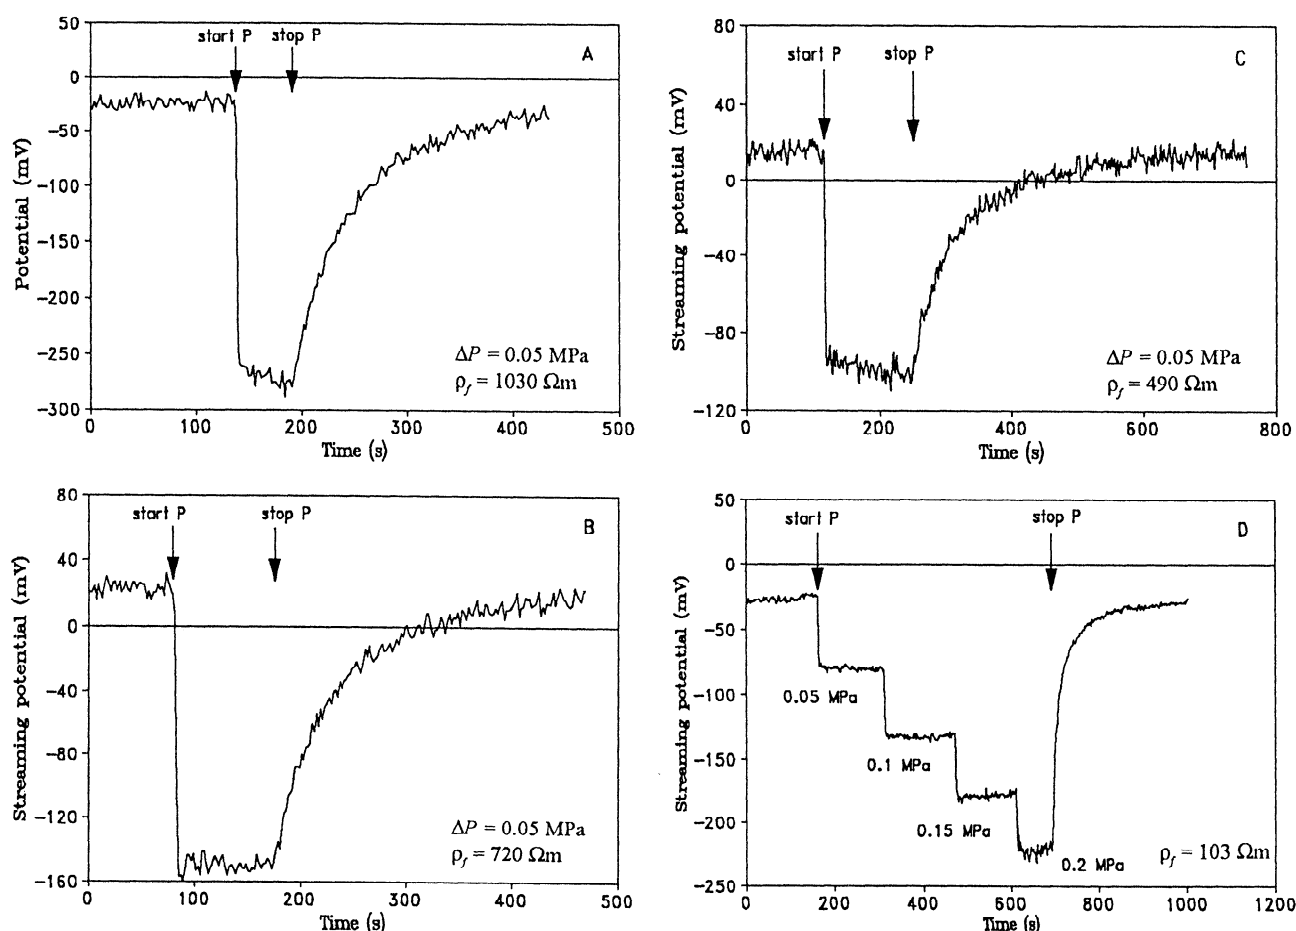 50
0
−50
−100
−150
−200
−250
−300
Potential (mV)
start P
stop P
A
ΔP = 0.05 MPa
ρf = 1030 Ωm
0 100 200 300 400 500
Time (s)
80
40
0
−40
−80
−120
Streaming potential (mV)
start P
stop P
C
ΔP = 0.05 MPa
ρf = 490 Ωm
0 200 400 600 800
Time (s)
80
40
0
−40
−80
−120
−160
Streaming potential (mV)
start P
stop P
B
ΔP = 0.05 MPa
ρf = 720 Ωm
0 100 200 300 400 500
Time (s)
50
0
−50
−100
−150
−200
−250
Streaming potential (mV)
start P
stop P
D
0.05 MPa
0.1 MPa
0.15 MPa
0.2 MPa
ρf = 103 Ωm
0 200 400 600 800 1000 1200
Time (s)